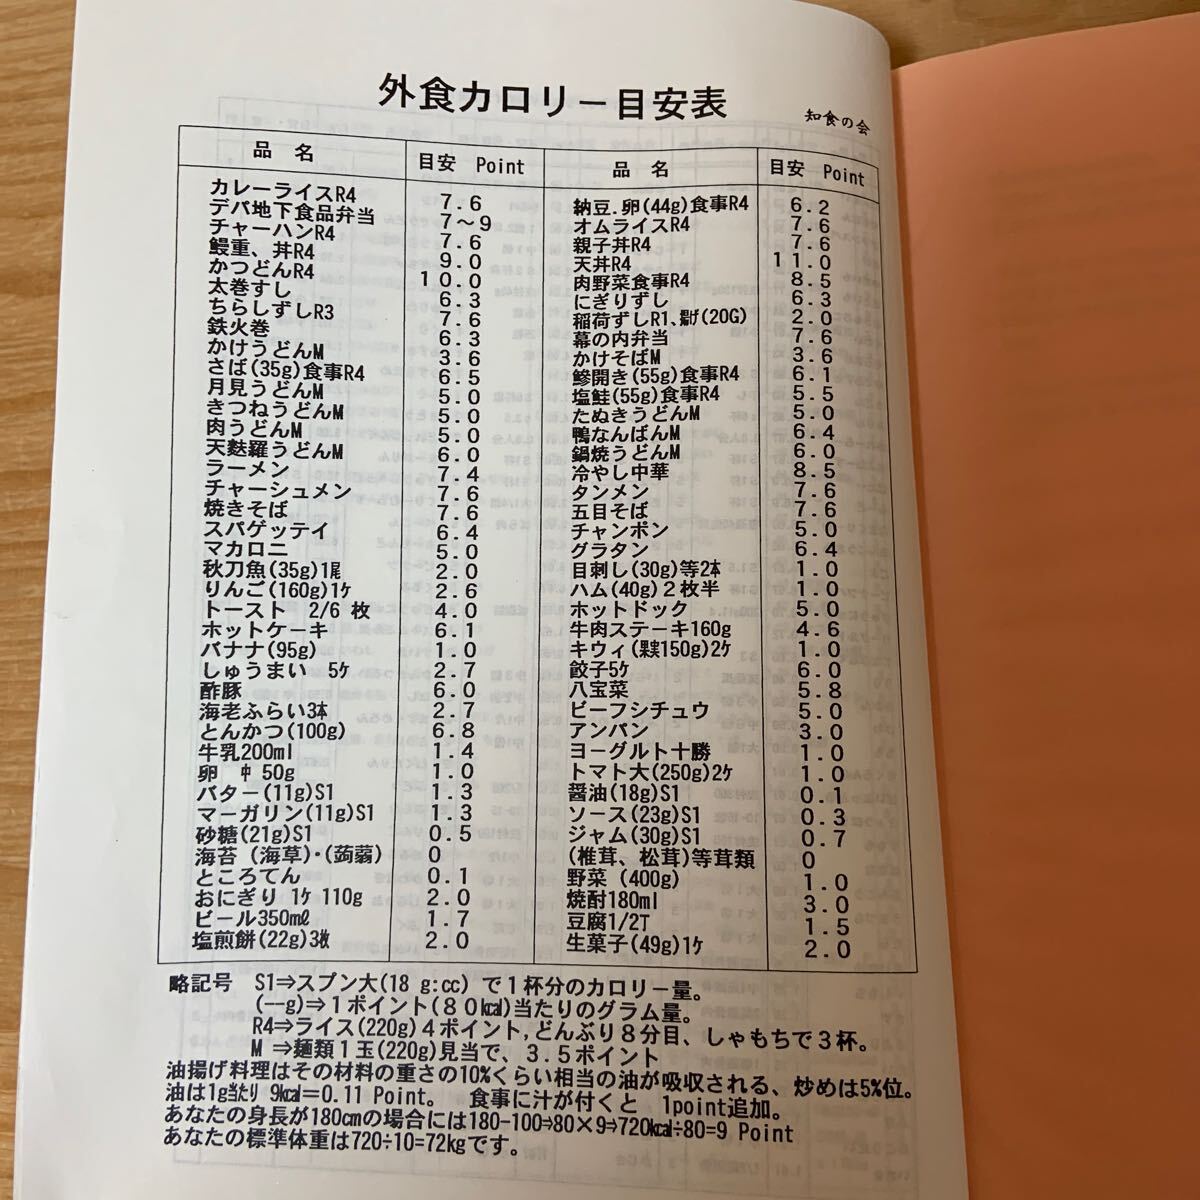 外食カロリー目安表
知食の会
品 名 目安 Point 品 名 目安 Point
カレーライスR4 7.6 納豆.卵(44g)食事R4 6.2
デパ地下食品弁当 7～9 オムライスR4 7.6
チャーハンR4 7.6 親子丼R4 7.6
鰻重、丼R4 9.0 天丼R4 11.0
かつどんR4 10.0 肉野菜食事R4 8.5
太巻すし 6.3 にぎりずし 6.3
ちらしずしR3 7.6 稲荷ずしR1、揚げ(20G) 2.0
鉄火巻 6.3 幕の内弁当 7.6
かけうどんM 3.6 かけそばM 3.6
さば(35g)食事R4 6.5 鯵開き(55g)食事R4 6.1
月見うどんM 5.0 塩鮭(55g)食事R4 5.5
きつねうどんM 5.0 たぬきうどんM 5.0
肉うどんM 5.0 鴨なんばんM 6.4
天麩羅うどんM 6.0 鍋焼うどんM 6.0
ラーメン 7.4 冷やし中華 8.5
チャーシュメン 7.6 タンメン 7.6
焼きそば 7.6 五目そば 7.6
スパゲッテイ 6.4 チャンポン 5.0
マカロニ 5.0 グラタン 6.4
秋刀魚(35g)1尾 2.0 目刺し(30g)等2本 1.0
りんご(160g)1ヶ 2.6 ハム(40g)2枚半 1.0
トースト 2/6 枚 4.0 ホットドック 5.0
ホットケーキ 6.1 牛肉ステーキ160g 4.6
バナナ(95g) 1.0 キウィ(果実150g)2ヶ 1.0
しゅうまい 5ヶ 2.7 餃子5ヶ 6.0
酢豚 6.0 八宝菜 5.8
海老ふらい3本 2.7 ビーフシチュウ 5.0
とんかつ(100g) 6.8 アンパン 3.0
牛乳200ml 1.4 ヨーグルト十勝 1.0
卵 中 50g 1.0 トマト大(250g)2ヶ 1.0
バター(11g)S1 1.3 醤油(18g)S1 0.1
マーガリン(11g)S1 1.3 ソース(23g)S1 0.3
砂糖(21g)S1 0.5 ジャム(30g)S1 0.7
海苔(海草)・(蒟蒻) 0 (椎茸、松茸)等茸類 0
ところてん 0.1 野菜(400g) 1.0
おにぎり 1ヶ 110g 2.0 焼酎180ml 3.0
ビール350mℓ 1.7 豆腐1/2丁 1.5
塩煎餅(22g)3枚 2.0 生菓子(49g)1ヶ 2.0
略記号 S1⇒スプン大(18 g:cc) で1杯分のカロリー量。
(―g)⇒1ポイント(80㎉)当たりのグラム量。
R4⇒ライス(220g)4ポイント,どんぶり8分目、しゃもちで3杯。
M ⇒麺類1玉(220g)見当で、3.5ポイント
油揚げ料理はその材料の重さの10%くらい相当の油が吸収される、炒めは5%位。
油は1g当たり 9㎉＝0.11 Point。 食事に汁が付くと 1point追加。
あなたの身長が180cmの場合には180-100⇒80×9⇒720㎉÷80=9 Point
あなたの標準体重は720÷10=72kgです。